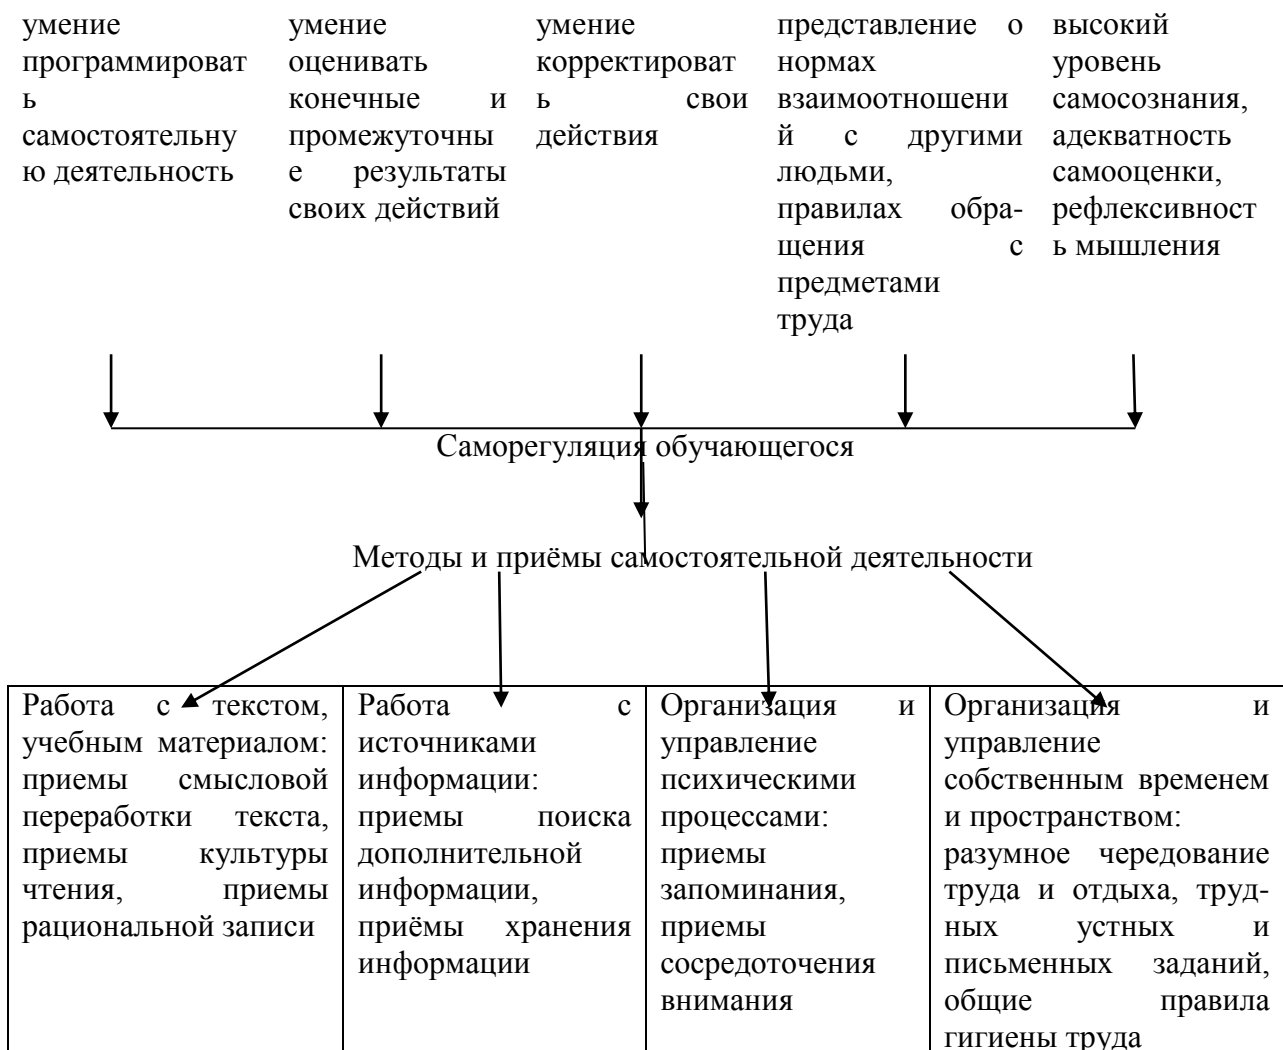 умение
программироват
ь
самостоятельну
ю деятельность
умение
оценивать
конечные и
промежуточны
е результаты
своих действий
умение
корректироват
ь свои
действия
представление о
нормах
взаимоотношени
й с другими
людьми,
правилах обра-
щения с
предметами
труда
высокий
уровень
самосознания,
адекватность
самооценки,
рефлексивност
ь мышления
Саморегуляция обучающегося
Методы и приёмы самостоятельной деятельности
Работа с текстом,
учебным материалом:
приемы смысловой
переработки текста,
приемы культуры
чтения, приемы
рациональной записи
Работа с
источниками
информации:
приемы поиска
дополнительной
информации,
приёмы хранения
информации
Организация и
управление
психическими
процессами:
приемы
запоминания,
приемы
сосредоточения
внимания
Организация и
управление
собственным временем
и пространством:
разумное чередование
труда и отдыха, труд-
ных устных и
письменных заданий,
общие правила
гигиены труда